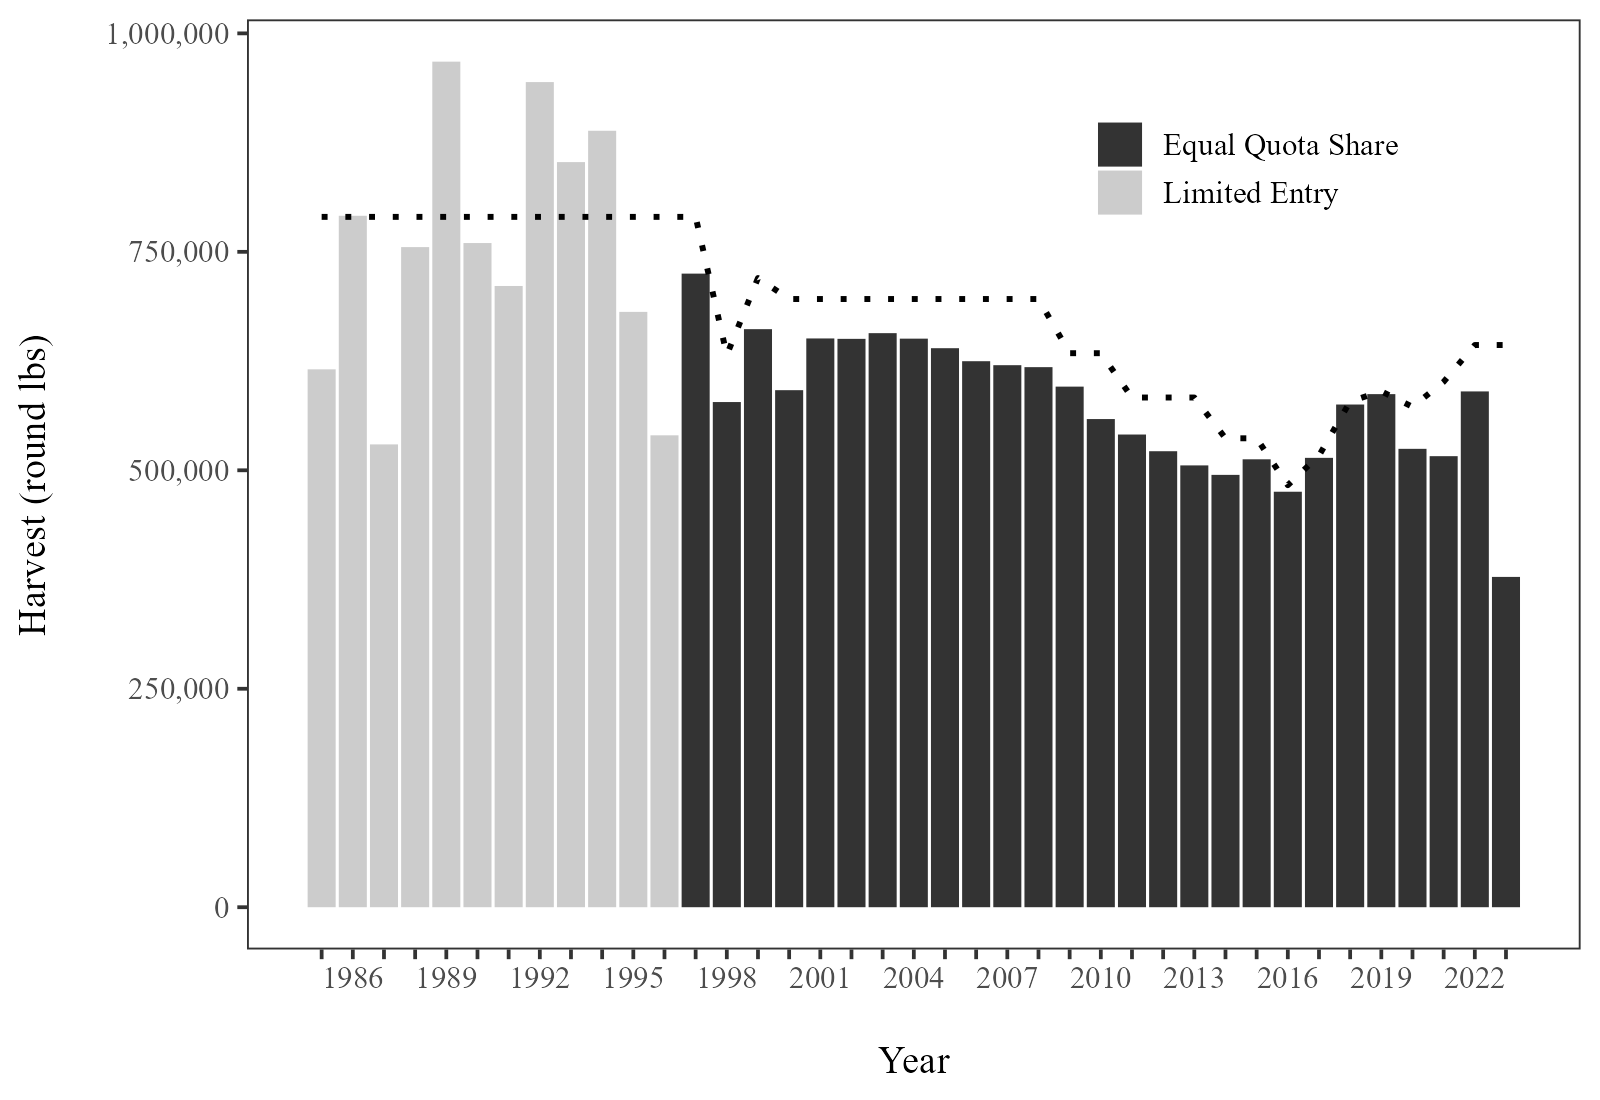 1,000,000
750,000
500,000
250,000
0
Harvest (round lbs)
Equal Quota Share
Limited Entry
1986 1989 1992 1995 1998 2001 2004 2007 2010 2013 2016 2019 2022
Year